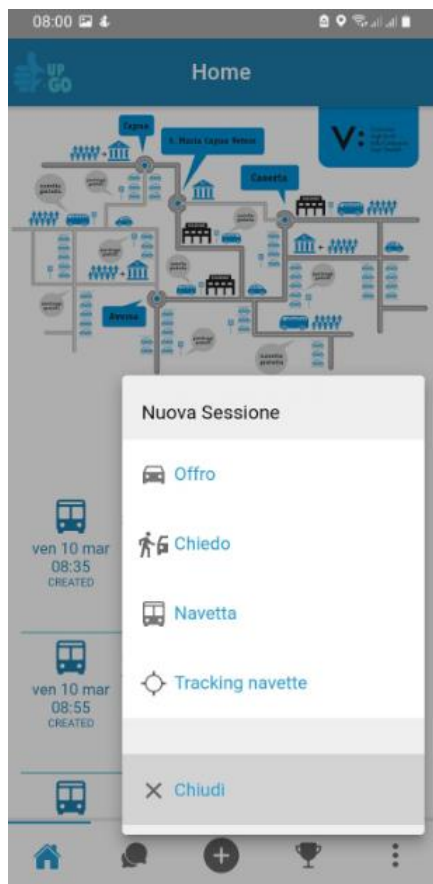 08:00
UP
GO
Home
Capua
S. Maria Capua Vetere
V:
Caserta
Aversa
Nuova Sessione
Offro
Chiedo
Navetta
Tracking navette
Chiudi
ven 10 mar
08:35
CREATED
ven 10 mar
08:55
CREATED